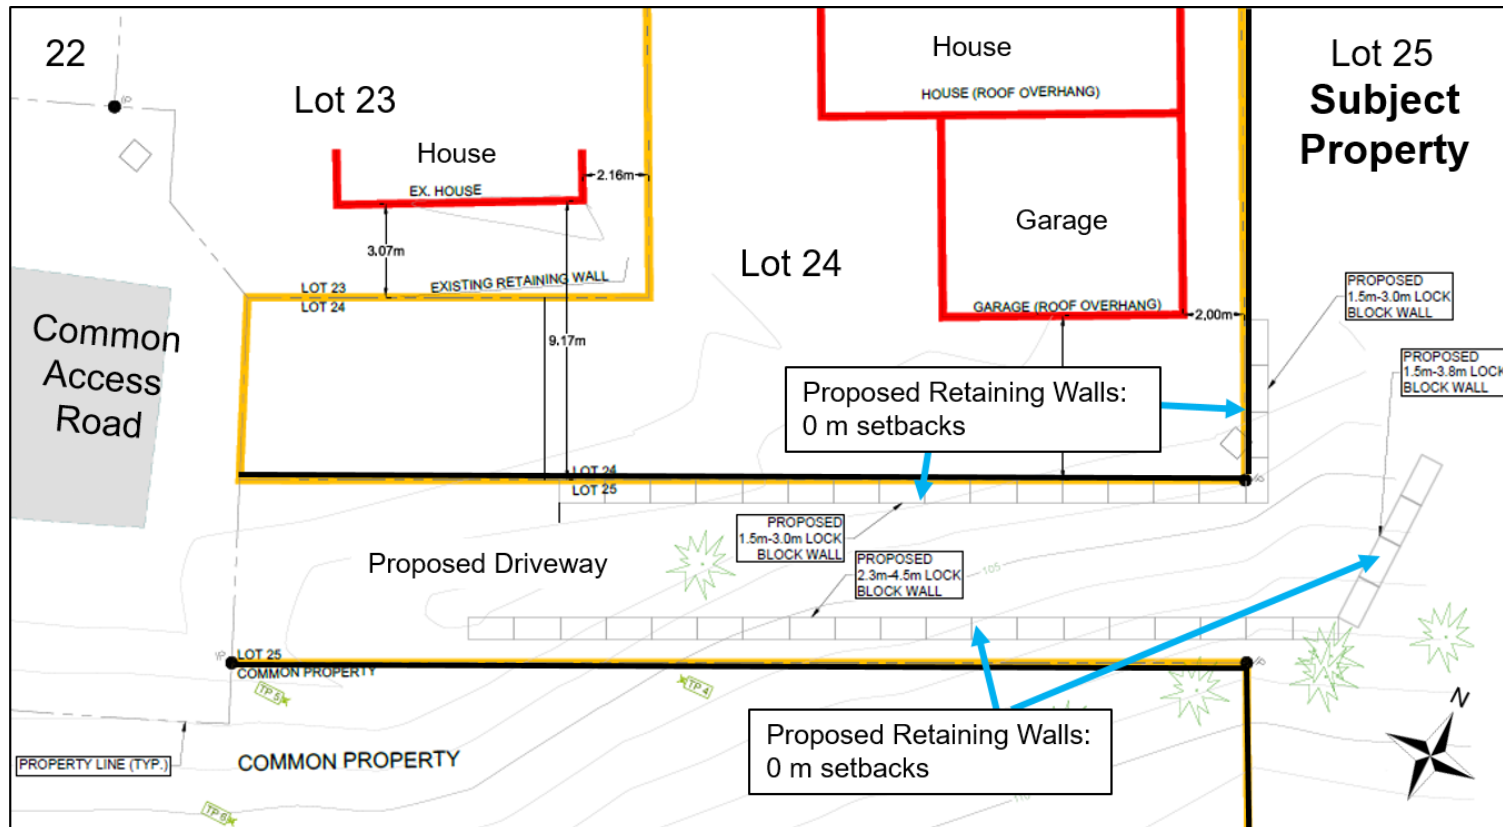 22
Lot 23
House
EX. HOUSE
2.16m
3.07m
LOT 23
LOT 24
EXISTING RETAINING WALL
9.17m
Common
Access
Road
House
HOUSE (ROOF OVERHANG)
Garage
Lot 24
GARAGE (ROOF OVERHANG)
2.00m
Lot 25
Subject
Property
PROPOSED
1.5m-3.0m LOCK
BLOCK WALL
PROPOSED
1.5m-3.8m LOCK
BLOCK WALL
Proposed Retaining Walls:
0 m setbacks
LOT 24
LOT 25
IP
PROPOSED
1.5m-3.0m LOCK
BLOCK WALL
PROPOSED
2.3m-4.5m LOCK
BLOCK WALL
105
Proposed Driveway
IP
LOT 25
COMMON PROPERTY
TP 5
TP 4
IP
Proposed Retaining Walls:
0 m setbacks
N
PROPERTY LINE (TYP.)
COMMON PROPERTY
TP 6
110